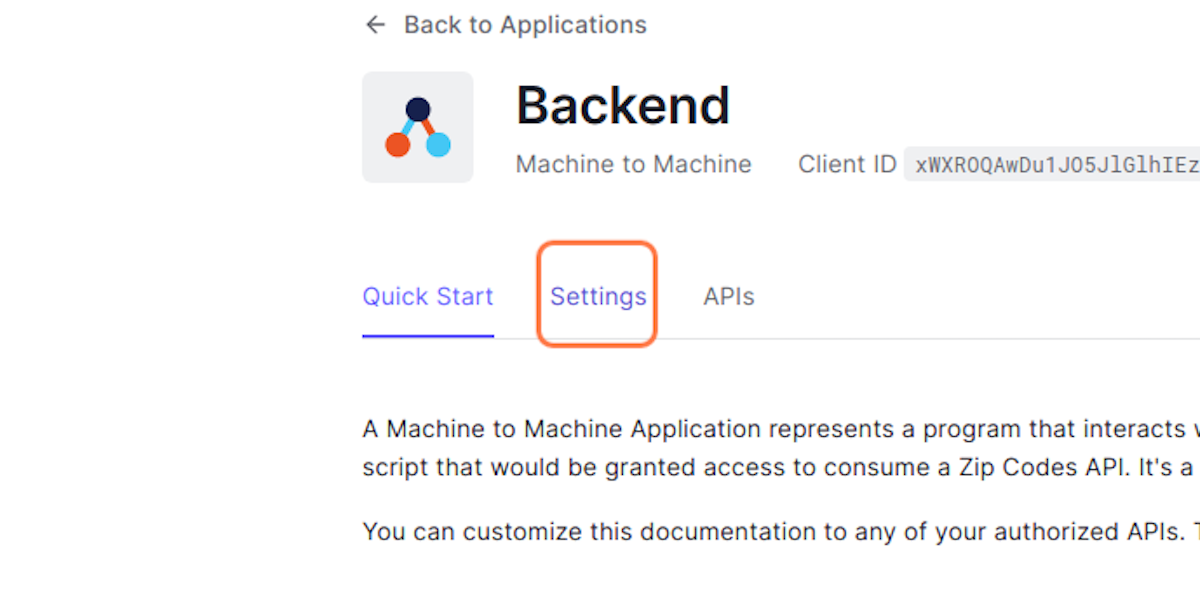 ← Back to Applications
Backend
Machine to Machine Client ID xWXROQAwDu1JO5JlGlhIEz
Quick Start Settings APIs
A Machine to Machine Application represents a program that interacts
script that would be granted access to consume a Zip Codes API. It's a
You can customize this documentation to any of your authorized APIs.